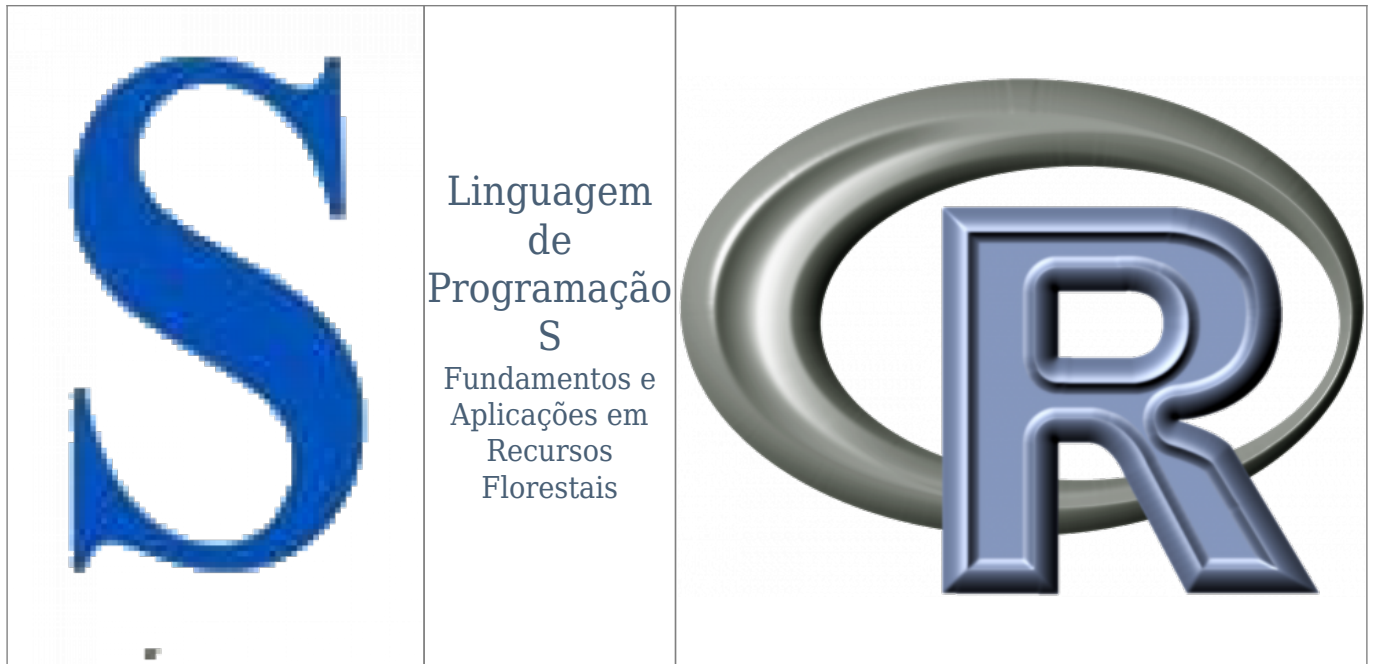 S
Linguagem
de
Programação
S
Fundamentos e
Aplicações em
Recursos
Florestais
R